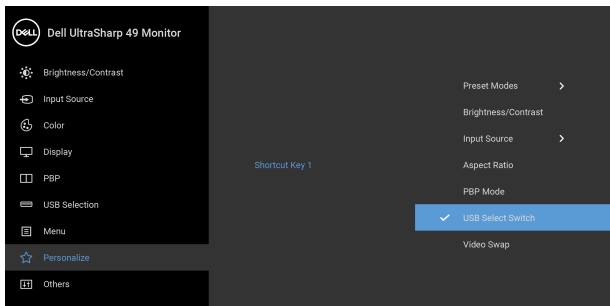 DELL Dell UltraSharp 49 Monitor
Brightness/Contrast
Input Source
Color
Display
PBP
USB Selection
Menu
Personalize
Others
Shortcut Key 1
Preset Modes
Brightness/Contrast
Input Source
Aspect Ratio
PBP Mode
USB Select Switch
Video Swap